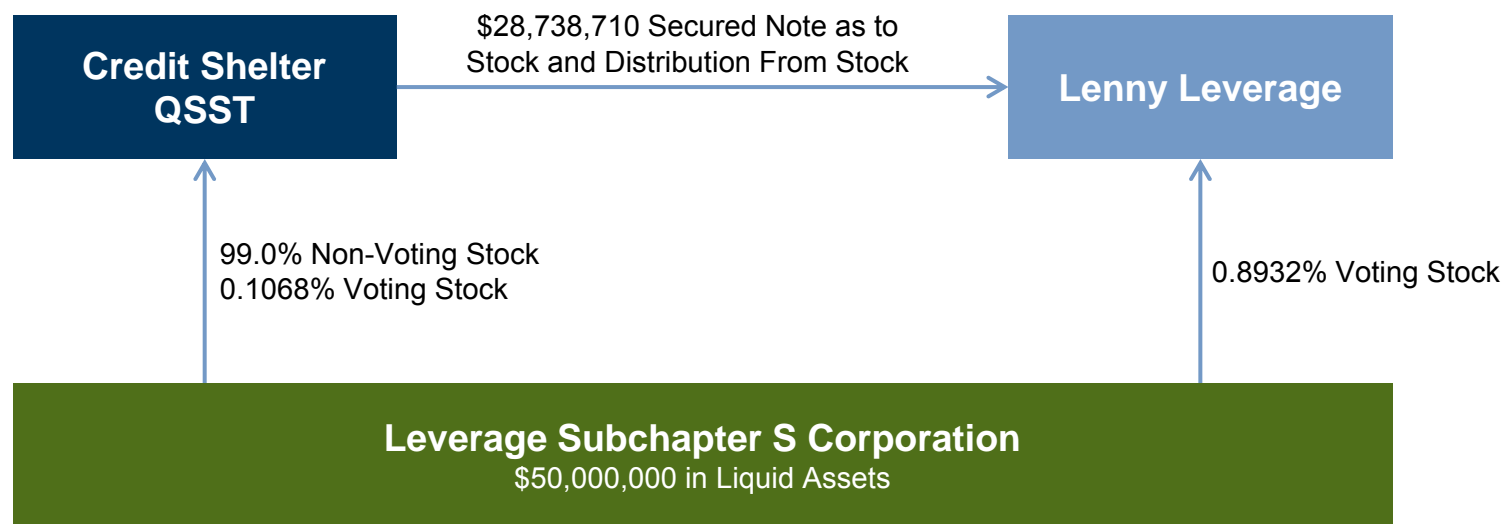 $28,738,710 Secured Note as to
Stock and Distribution From Stock
Credit Shelter
QSST
Lenny Leverage
99.0% Non-Voting Stock
0.1068% Voting Stock
0.8932% Voting Stock
Leverage Subchapter S Corporation
$50,000,000 in Liquid Assets